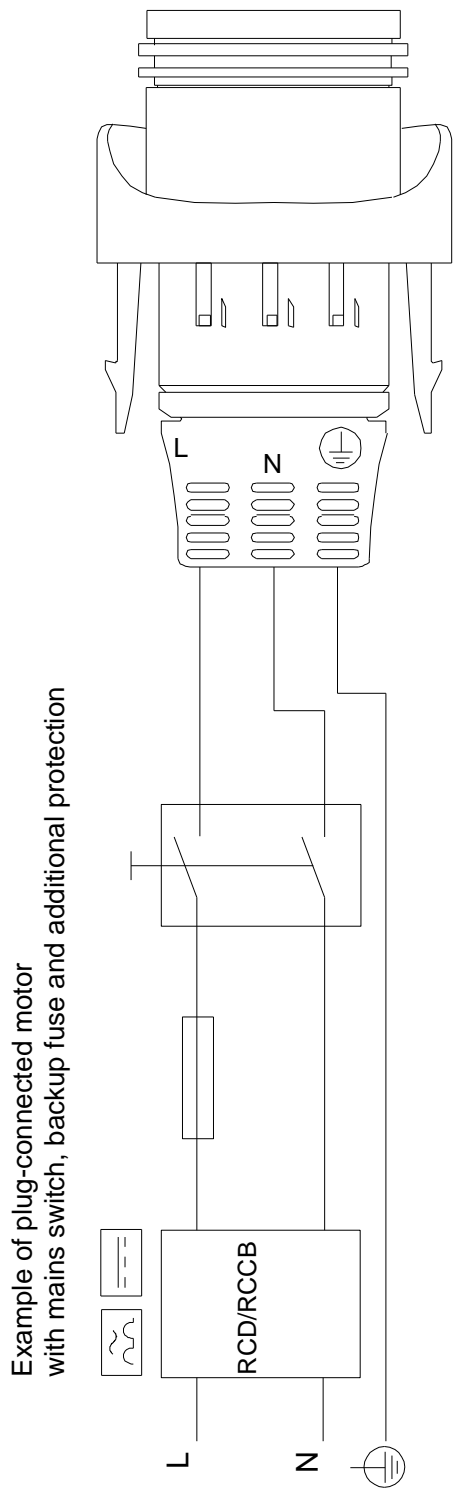 Example of plug-connected motor
with mains switch, backup fuse and additional protection
L
N
RCD/RCCB
L
N